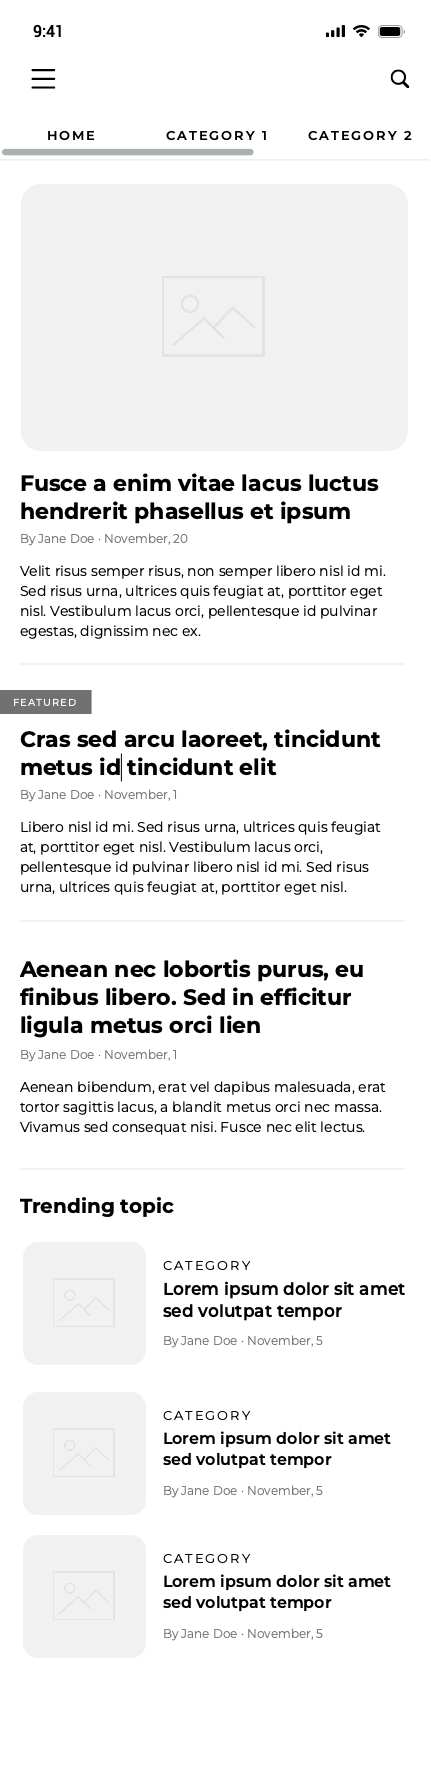 9:41
HOME CATEGORY 1 CATEGORY 2
Fusce a enim vitae lacus luctus
hendrerit phasellus et ipsum
By Jane Doe · November, 20
Velit risus semper risus, non semper libero nisl id mi.
Sed risus urna, ultrices quis feugiat at, porttitor eget
nisl. Vestibulum lacus orci, pellentesque id pulvinar
egestas, dignissim nec ex.
FEATURED
Cras sed arcu laoreet, tincidunt
metus id tincidunt elit
By Jane Doe · November, 1
Libero nisl id mi. Sed risus urna, ultrices quis feugiat
at, porttitor eget nisl. Vestibulum lacus orci,
pellentesque id pulvinar libero nisl id mi. Sed risus
urna, ultrices quis feugiat at, porttitor eget nisl.
Aenean nec lobortis purus, eu
finibus libero. Sed in efficitur
ligula metus orci lien
By Jane Doe · November, 1
Aenean bibendum, erat vel dapibus malesuada, erat
tortor sagittis lacus, a blandit metus orci nec massa.
Vivamus sed consequat nisi. Fusce nec elit lectus.
Trending topic
CATEGORY
Lorem ipsum dolor sit amet
sed volutpat tempor
By Jane Doe · November, 5
CATEGORY
Lorem ipsum dolor sit amet
sed volutpat tempor
By Jane Doe · November, 5
CATEGORY
Lorem ipsum dolor sit amet
sed volutpat tempor
By Jane Doe · November, 5